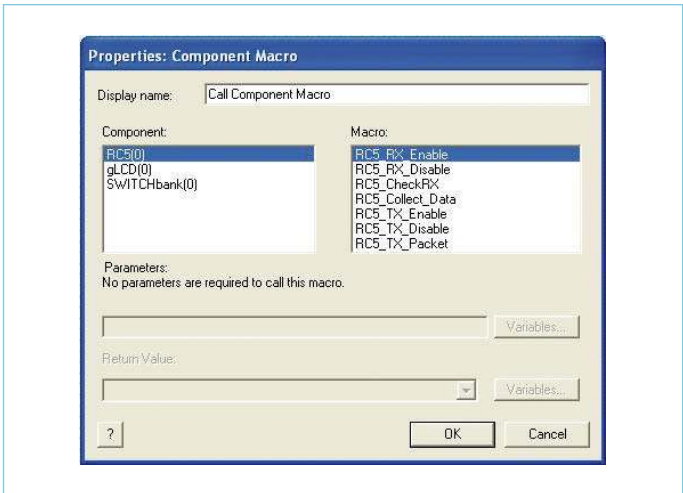 Properties: Component Macro
Display name: Call Component Macro
Component:
RC5(0)
gLCD(0)
SWITCHbank(0)
Macro:
RC5_RX_Enable
RC5_RX_Disable
RC5_CheckRX
RC5_Collect_Data
RC5_TX_Enable
RC5_TX_Disable
RC5_TX_Packet
Parameters:
No parameters are required to call this macro.
Variables...
Return Value:
Variables...
?
OK
Cancel